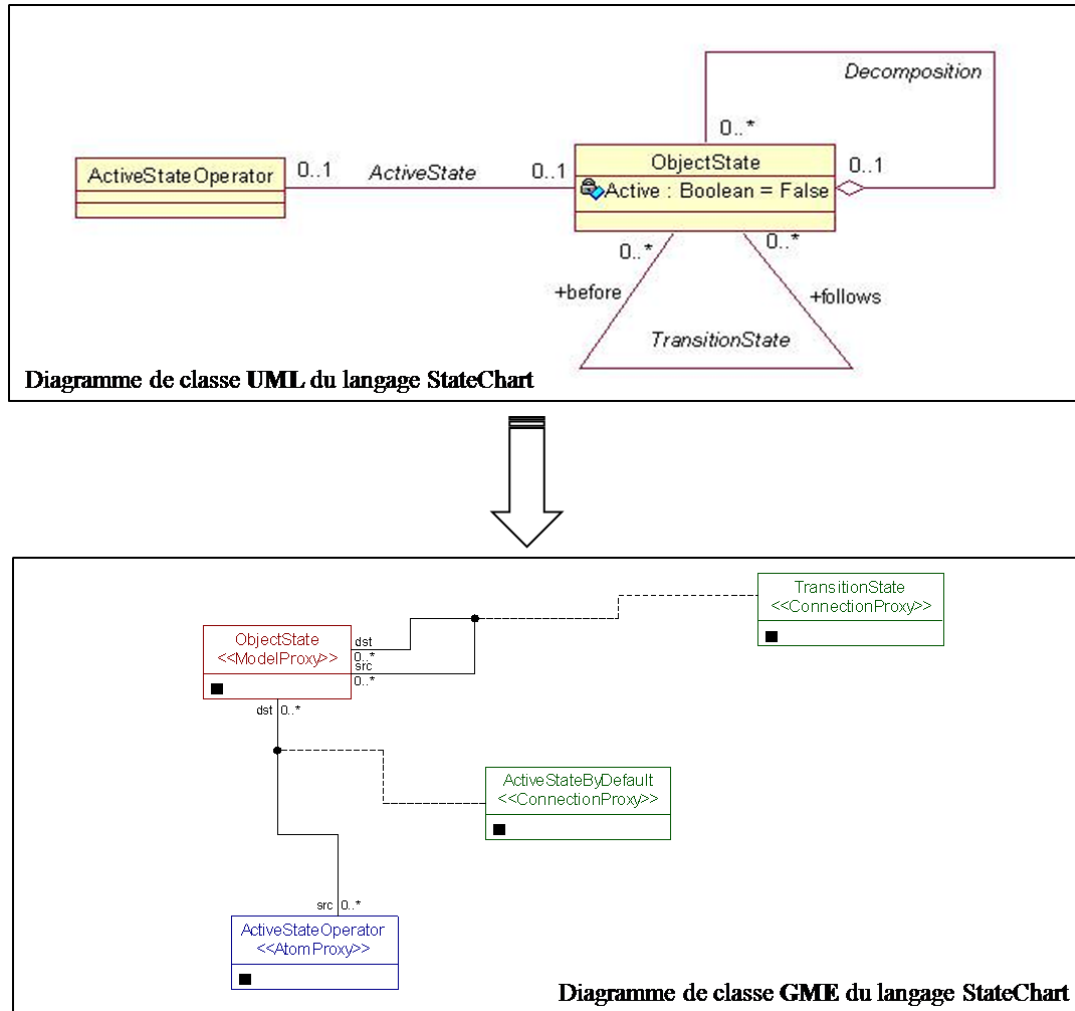 Decomposition
0..*
ActiveStateOperator
0..1
ActiveState
0..1
ObjectState
Active : Boolean = False
0..1
0..*
0..*
+before
+follows
TransitionState
Diagramme de classe UML du langage StateChart
TransitionState
<<ConnectionProxy>>
ObjectState
<<ModelProxy>>
dst
0..*
src
0..*
dst
0..*
ActiveStateByDefault
<<ConnectionProxy>>
src
0..*
ActiveStateOperator
<<AtomProxy>>
Diagramme de classe GME du langage StateChart